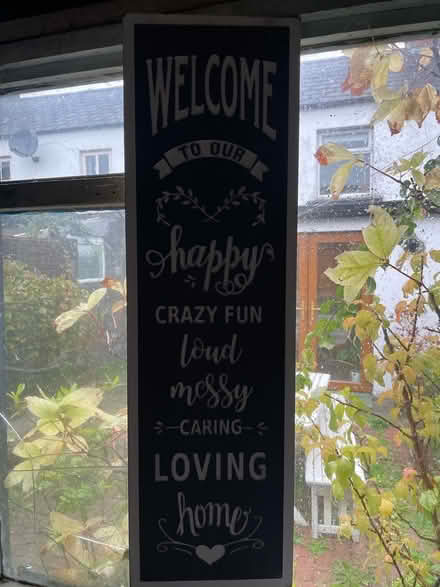 WELCOME
TO OUR
happy
CRAZY FUN
loud
messy
CARING
LOVING
home